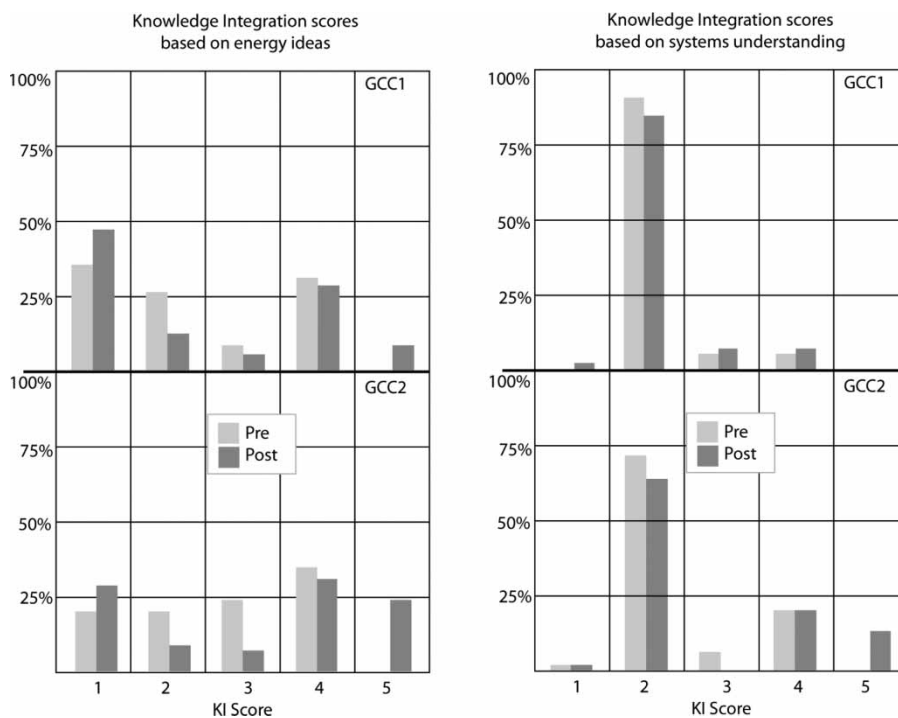 Knowledge Integration scores
based on energy ideas
100%
GCC1
75%
50%
25%
100%
GCC2
Pre
75%
Post
50%
25%
1 2 3 4 5
KI Score
Knowledge Integration scores
based on systems understanding
100%
GCC1
75%
50%
25%
100%
GCC2
Pre
75%
Post
50%
25%
1 2 3 4 5
KI Score